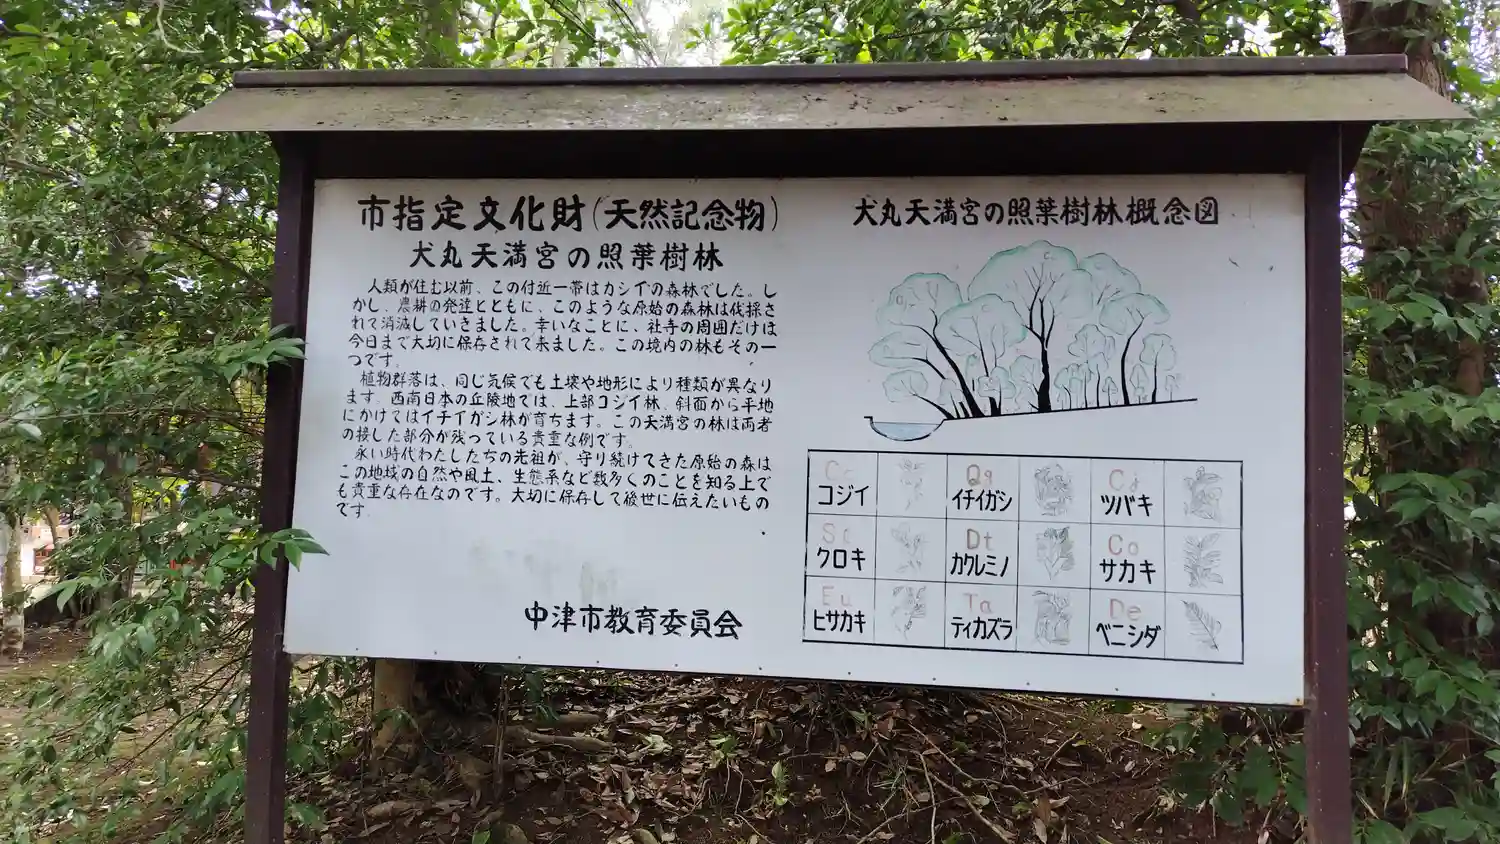 市指定文化財(天然記念物)
犬丸天満宮の照葉樹林
人類が住む以前、この付近一帯はカシイの森林でした。し
かし、農耕の発達とともに、このような原始の森林は伐採さ
れて消滅していきました。幸いなことに、社寺の周囲だけは
今日まで大切に保存されて来ました。この境内の林もその一
つです。
植物群落は、同じ気候でも土壌や地形により種類が異なり
ます。西南日本の丘陵地では、上部コジイ林、斜面から平地
にかけてはイチイガシ林が育ちます。この天満宮の林は両者
の接した部分が残っている貴重な例です。
永い時代わたしたちの先祖が、守り続けてきた原始の森は
この地域の自然や風土、生態系など数多くのことを知る上で
も貴重な存在なのです。大切に保存して後世に伝えたいもの
です。
中津市教育委員会
犬丸天満宮の照葉樹林概念図
Cc Qg Cj
コジイ イチイガシ ツバキ
St Dt Co
クロキ カクレミノ サカキ
Eu Ta De
ヒサカキ ティカズラ ベニシダ